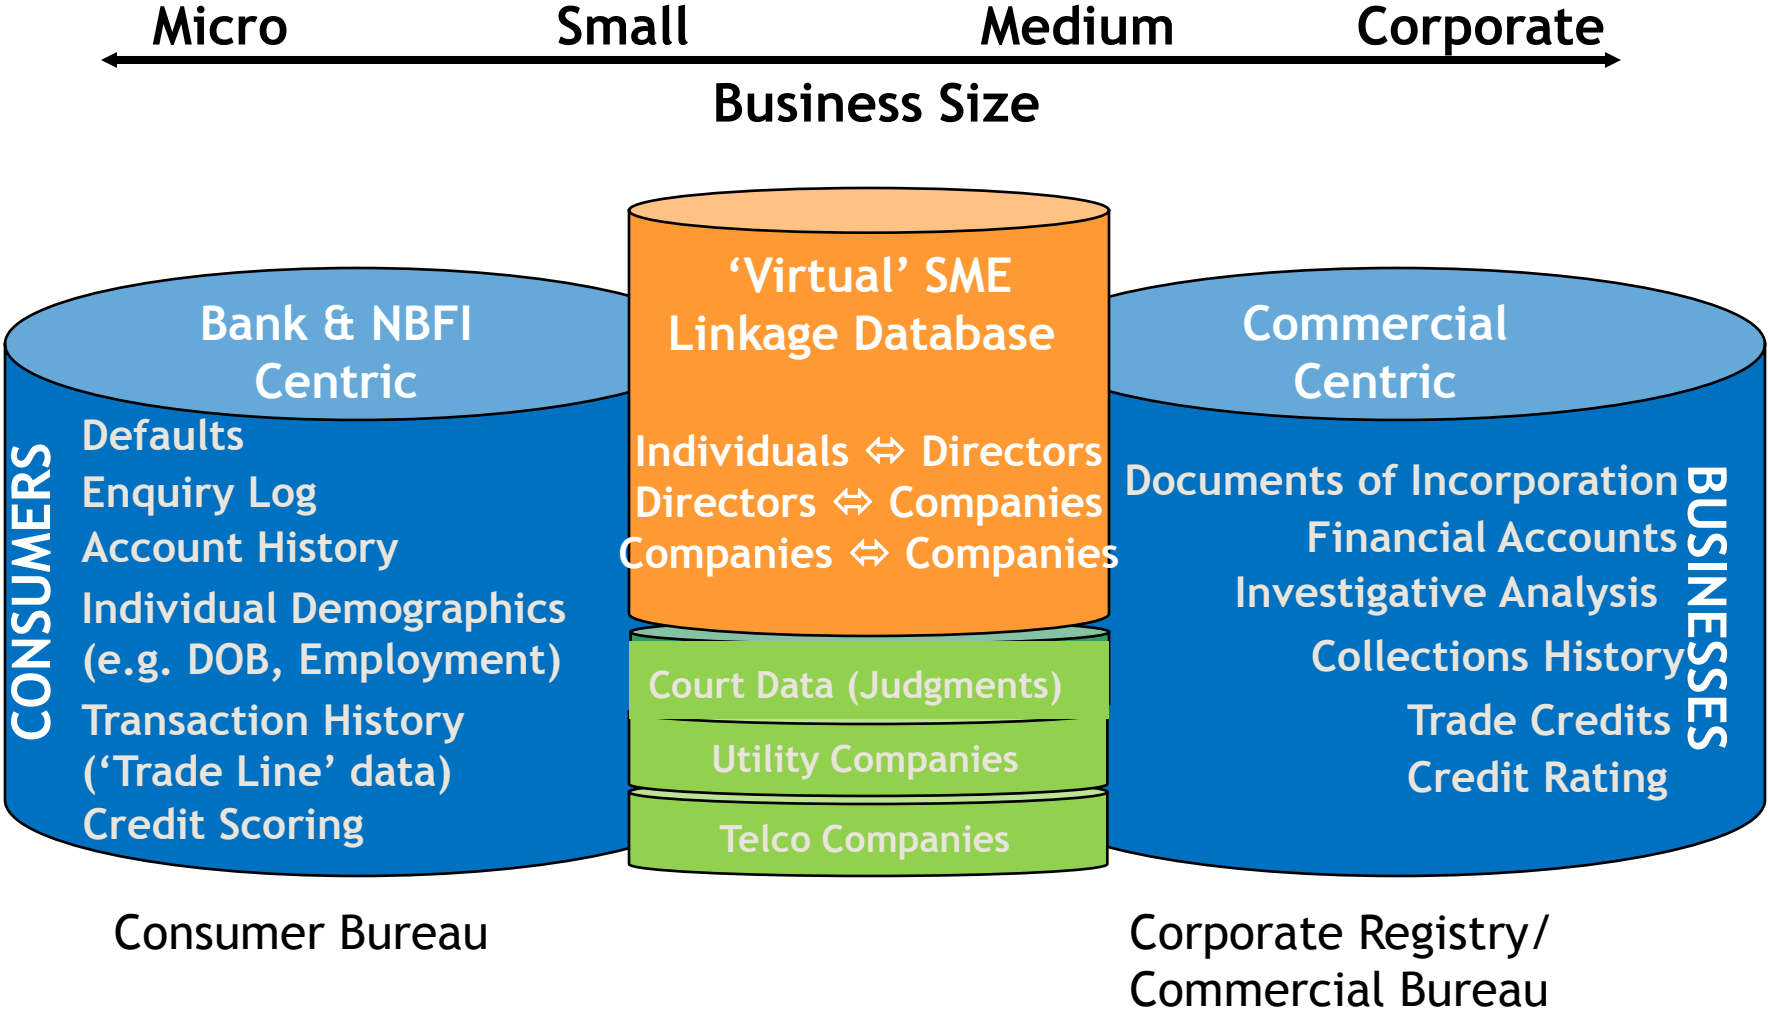 Micro Small Medium Corporate
Business Size
Bank & NBFI
Centric
CONSUMERS
Defaults
Enquiry Log
Account History
Individual Demographics
(e.g. DOB, Employment)
Transaction History
(‘Trade Line’ data)
Credit Scoring
Consumer Bureau
‘Virtual’ SME
Linkage Database
Individuals ⬄ Directors
Directors ⬄ Companies
Companies ⬄ Companies
Court Data (Judgments)
Utility Companies
Telco Companies
Commercial
Centric
Documents of Incorporation
Financial Accounts
Investigative Analysis
Collections History
Trade Credits
Credit Rating
BUSINESSES
Corporate Registry/
Commercial Bureau